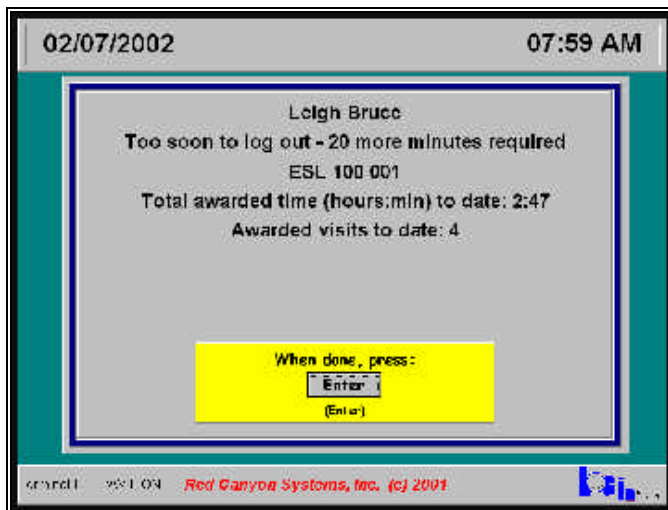 02/07/2002
07:59 AM
Leigh Bruce
Too soon to log out - 20 more minutes required
ESL 100 001
Total awarded time (hours:min) to date: 2:47
Awarded visits to date: 4
When done, press:
Enter
(Enter)
Red Canyon Systems, Inc. (c) 2001